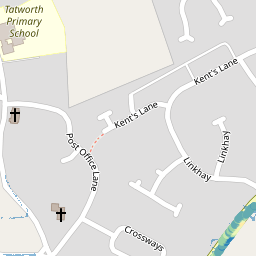 Tatworth
Primary
School
Kent's Lane
Kent's Lane
Post Office Lane
Linkhay
Linkhay
Crossways